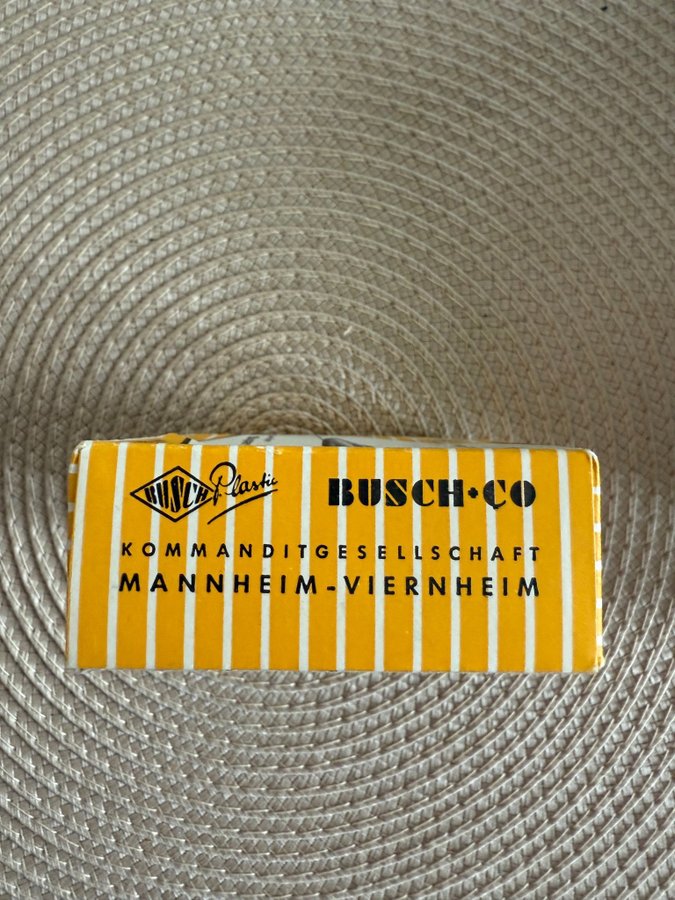 BUSCH Plastic BUSCH+CO
KOMMANDITGESELLSCHAFT
MANNHEIM-VIERNHEIM